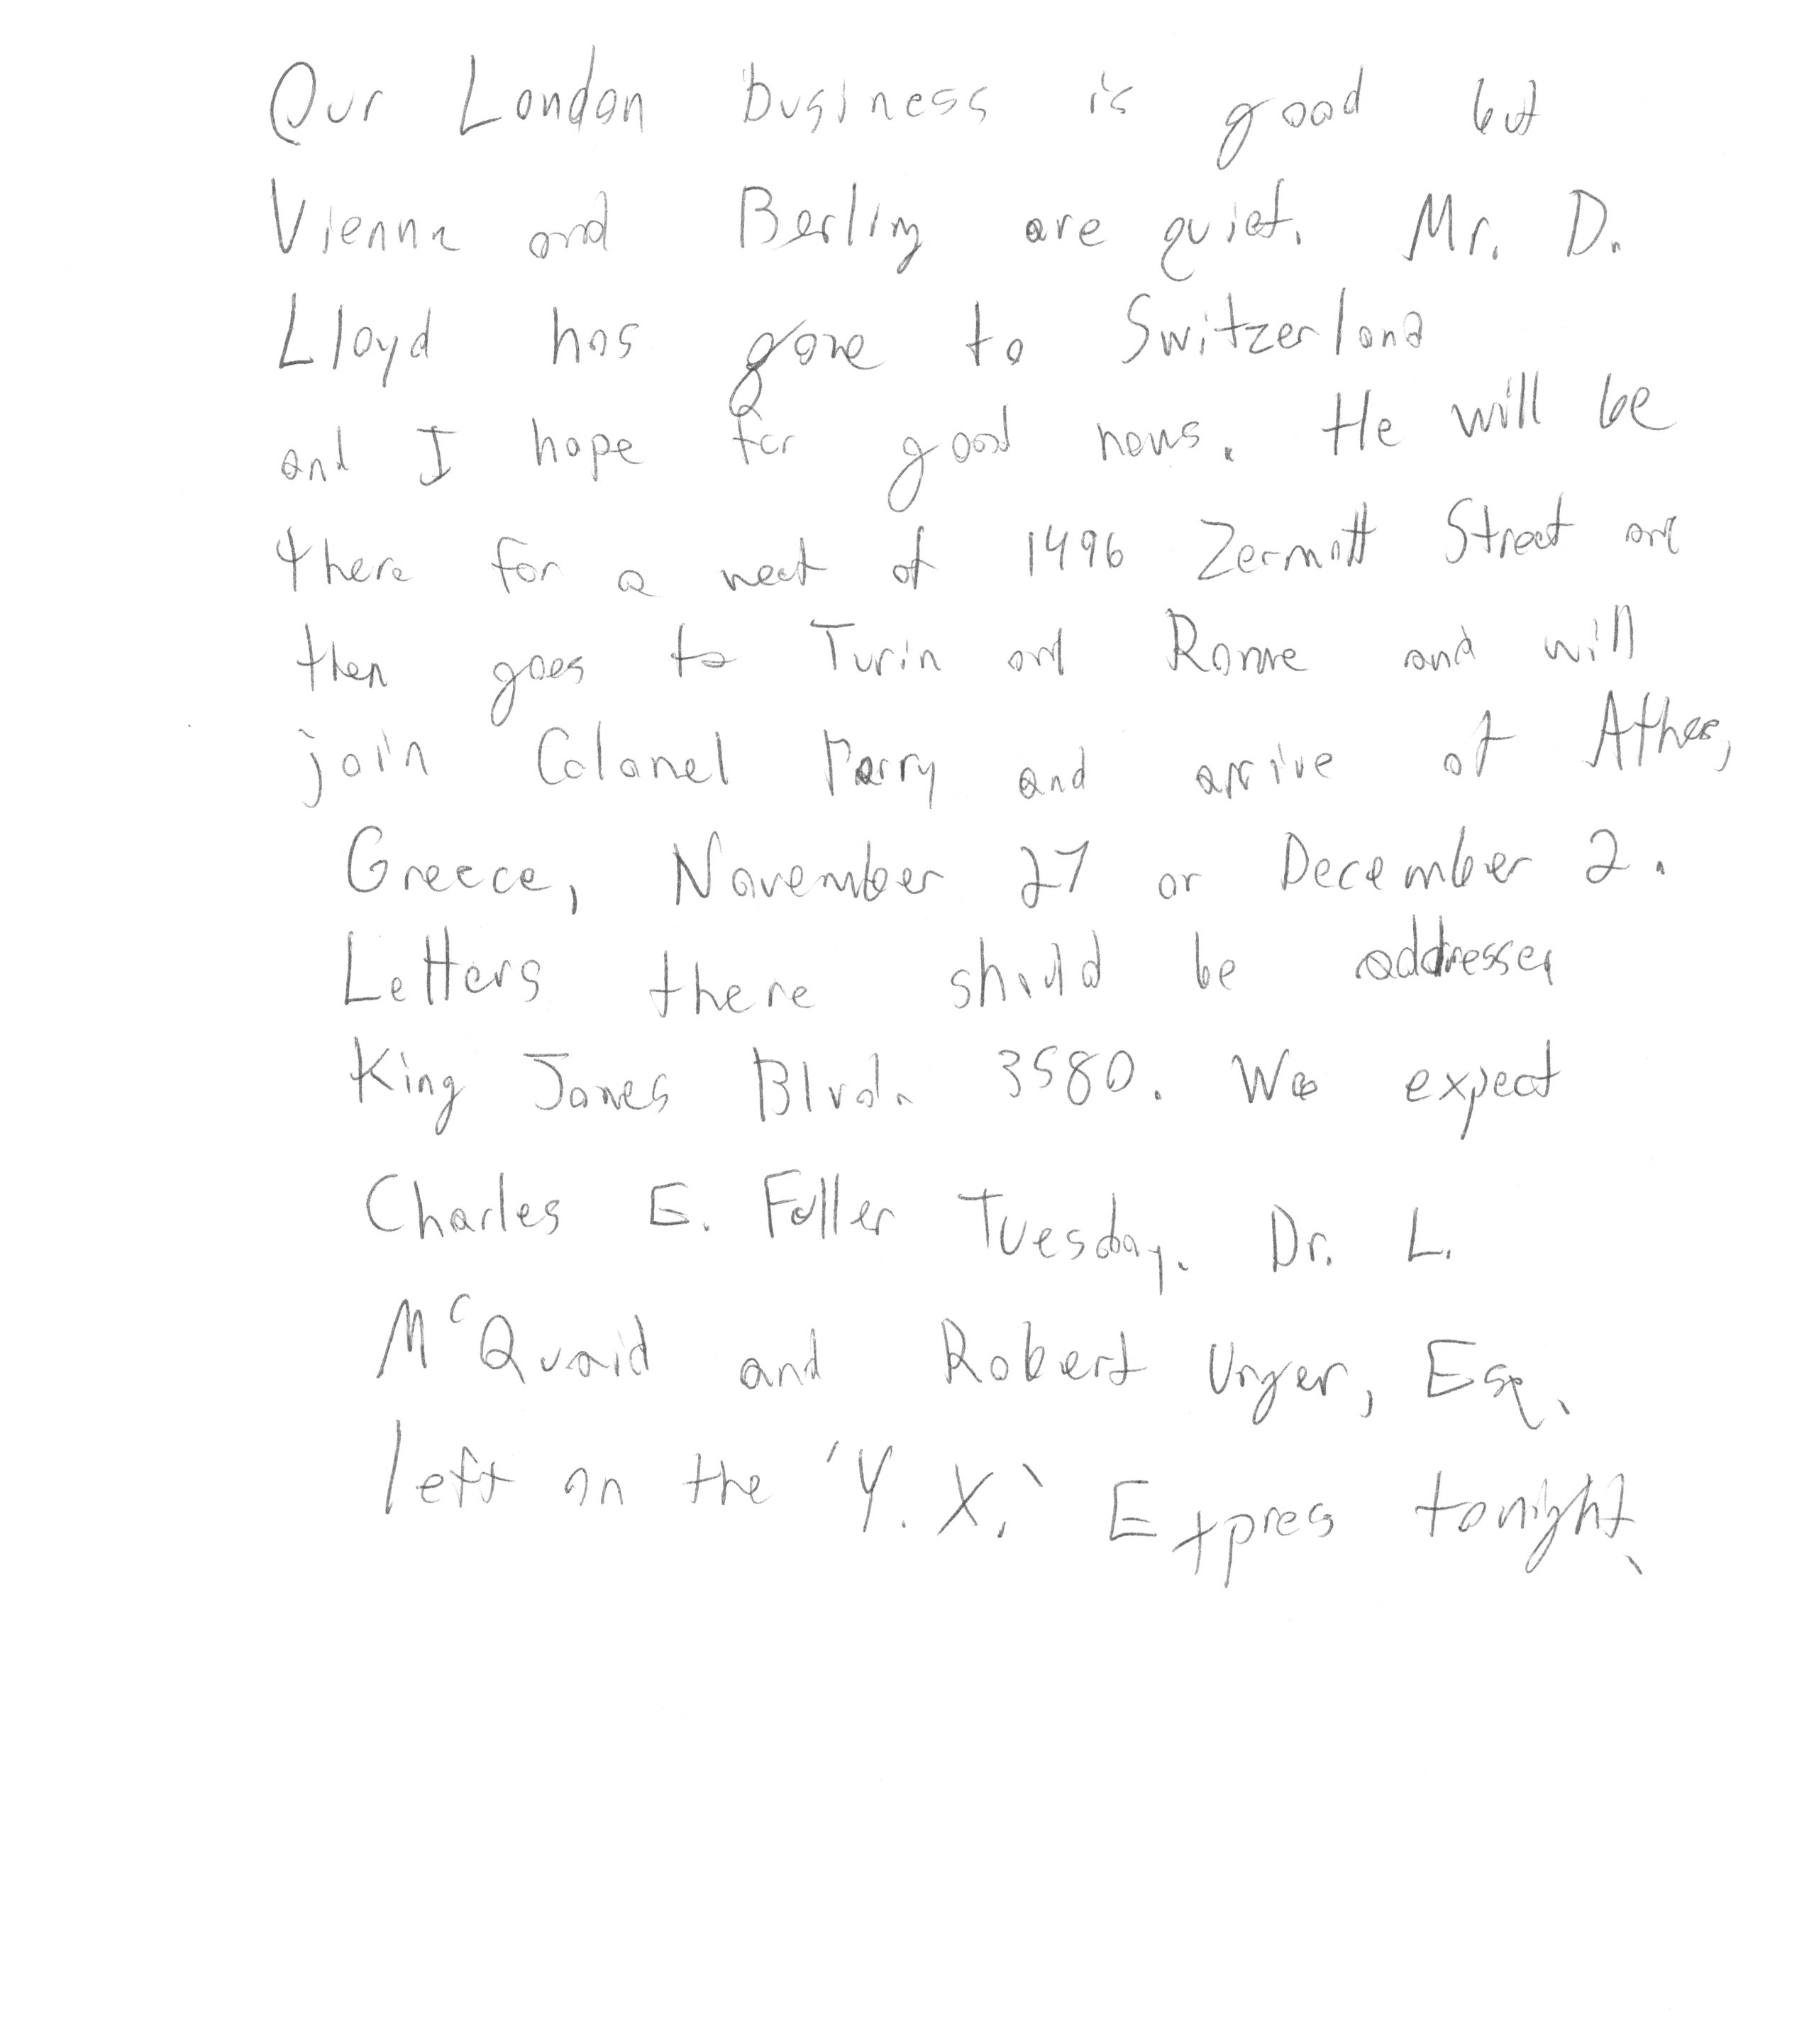 Our London business is good but
Vienna and Berlin are quiet. Mr. D.
Lloyd has gone to Switzerland
and I hope for good news. He will be
there for a week at 1496 Zermott Street and
then goes to Turin and Rome and will
join Colonel Parry and arrive at Athes,
Greece, November 27 or December 2.
Letters there should be addressed
King James Blvd. 3580. We expect
Charles E. Fuller Tuesday. Dr. L.
McQuaid and Robert Unger, Esq.
left on the 'Y.X.' Express tonight.